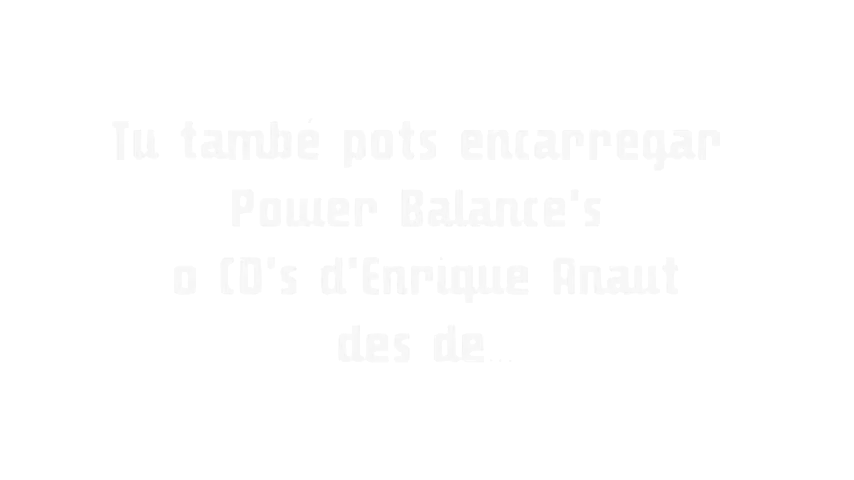 Tu també pots encarregar
Power Balance's
o CD's d'Enrique Anaut
des de...